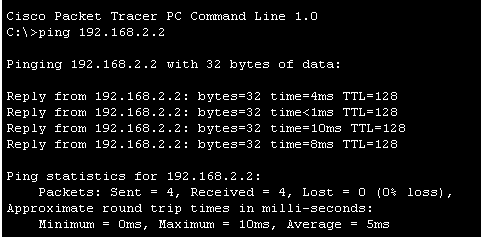 Cisco Packet Tracer PC Command Line 1.0
C:\>ping 192.168.2.2
Pinging 192.168.2.2 with 32 bytes of data:
Reply from 192.168.2.2: bytes=32 time=4ms TTL=128
Reply from 192.168.2.2: bytes=32 time<1ms TTL=128
Reply from 192.168.2.2: bytes=32 time=10ms TTL=128
Reply from 192.168.2.2: bytes=32 time=8ms TTL=128
Ping statistics for 192.168.2.2:
Packets: Sent = 4, Received = 4, Lost = 0 (0% loss),
Approximate round trip times in milli-seconds:
Minimum = 0ms, Maximum = 10ms, Average = 5ms